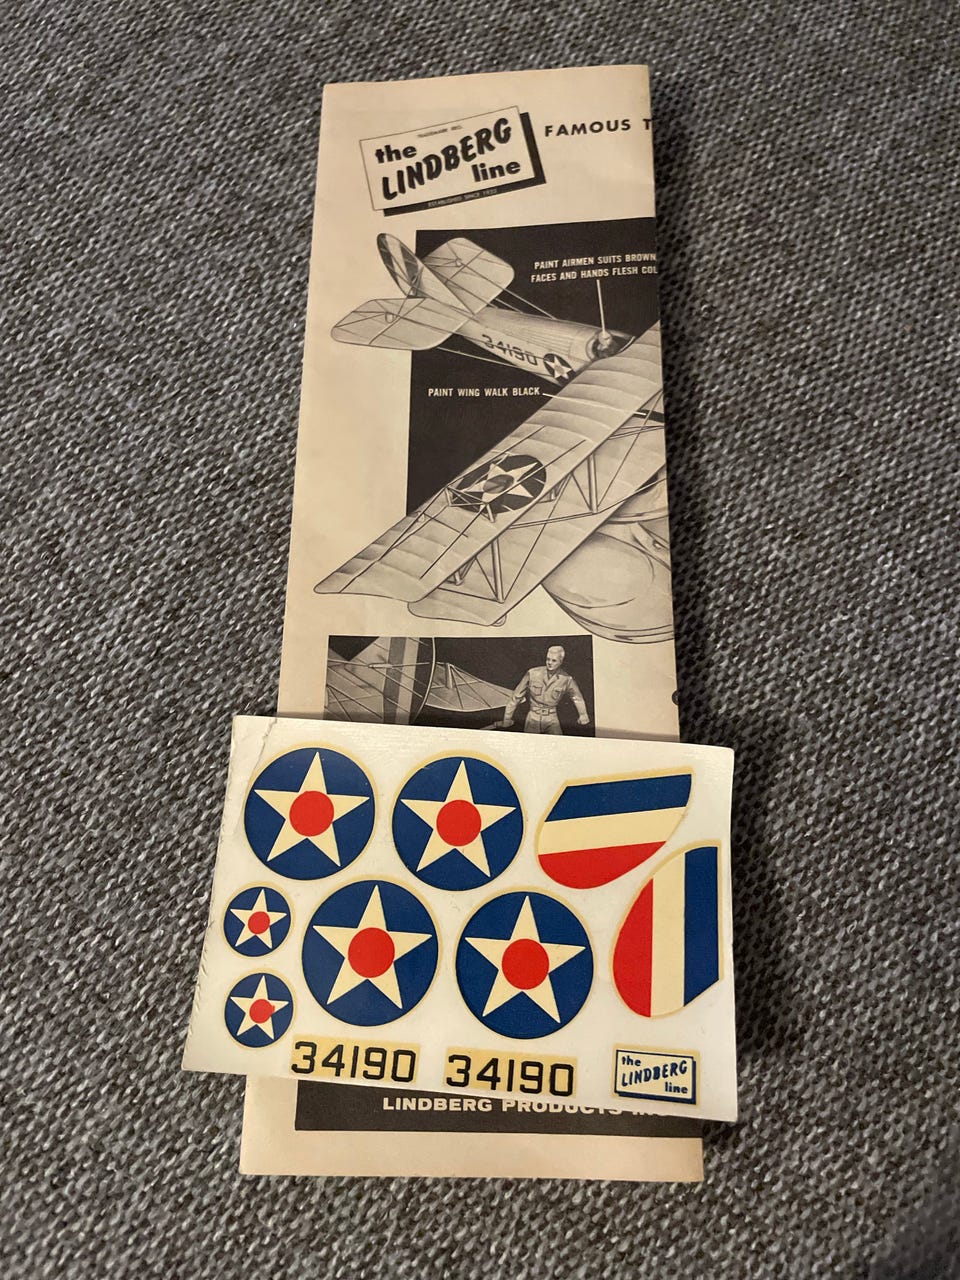 TRADEMARK REG.
the
LINDBERG
line
ESTABLISHED SINCE 1933
FAMOUS T
PAINT AIRMEN SUITS BROWN
FACES AND HANDS FLESH COL
34190
PAINT WING WALK BLACK
34190
34190
the
LINDBERG
line
LINDBERG PRODUCTS IN